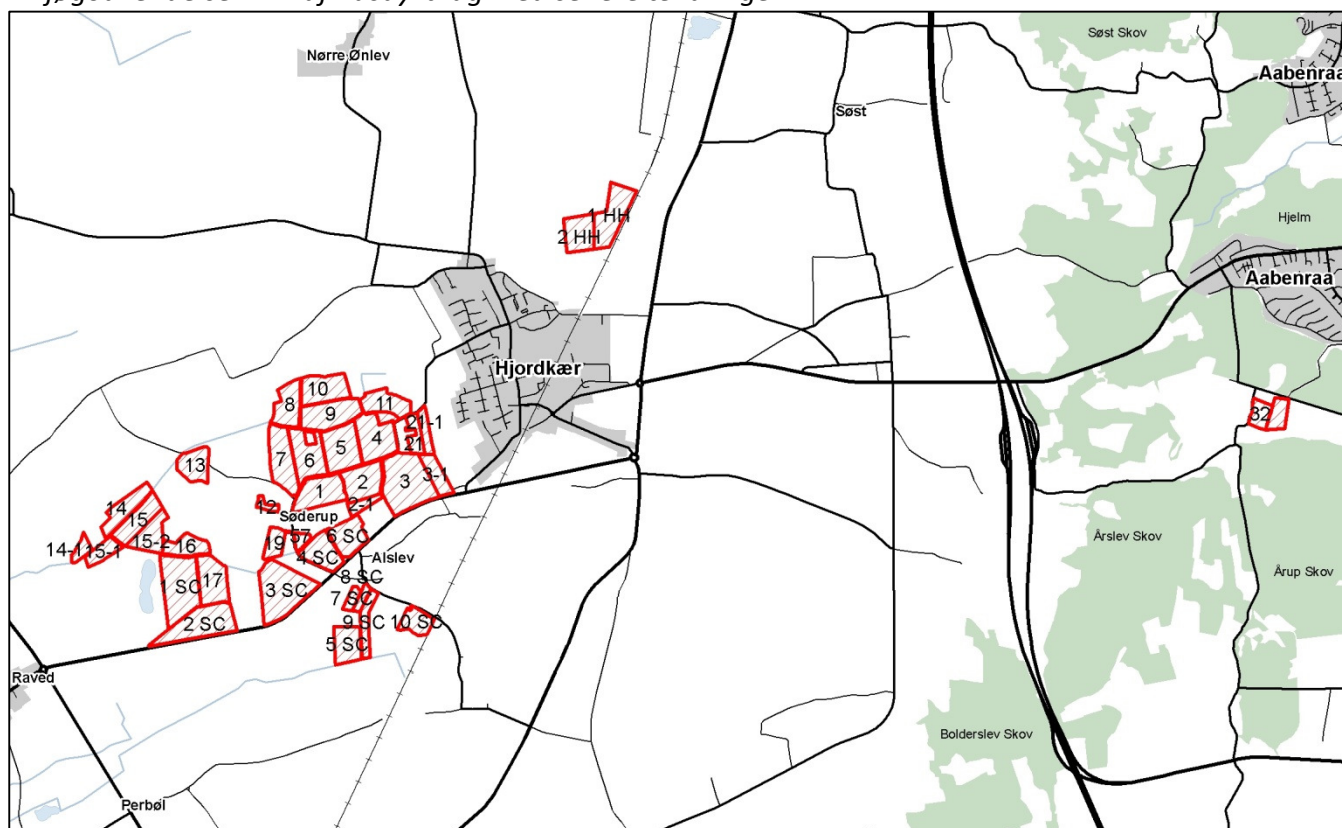 Søst Skov
Nørre Ønlev
Aabenraa
Søst
1 HH
2 HH
Hjelm
Aabenraa
Hjordkær
10
8
9
11
32
21-1
5
4
21
7
6
13
3
3-1
2
1
14
12
2-1
15
Søderup
6 SC
57
19
15-2
16
14-1
15-1
4 SC
Alslev
Årslev Skov
8 SC
Årup Skov
17
1 SC
3 SC
7 SC
9 SC
10 SC
2 SC
5 SC
Raved
Bolderslev Skov
Perbøl